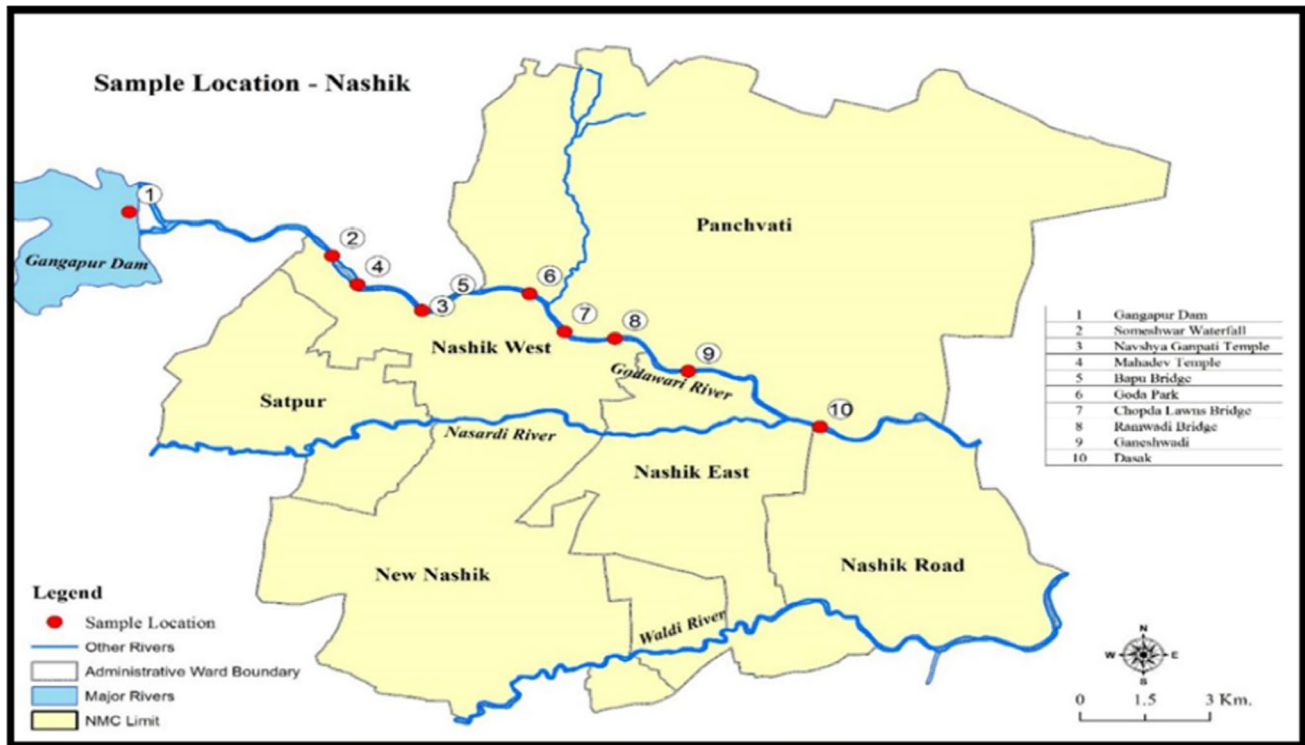 Sample Location - Nashik
1
Gangapur Dam
2
4
3
5
6
7
8
9
10
Panchvati
Nashik West
Godawari River
Satpur
Nasardi River
Nashik East
New Nashik
Nashik Road
Waldi River
1 Gangapur Dam
2 Someshwar Waterfall
3 Navshya Ganpati Temple
4 Mahadev Temple
5 Bapu Bridge
6 Goda Park
7 Chopda Lawns Bridge
8 Ramwadi Bridge
9 Ganeshwadi
10 Dasak
Legend
Sample Location
Other Rivers
Administrative Ward Boundary
Major Rivers
NMC Limit
N
W E
S
0 1.5 3 Km.